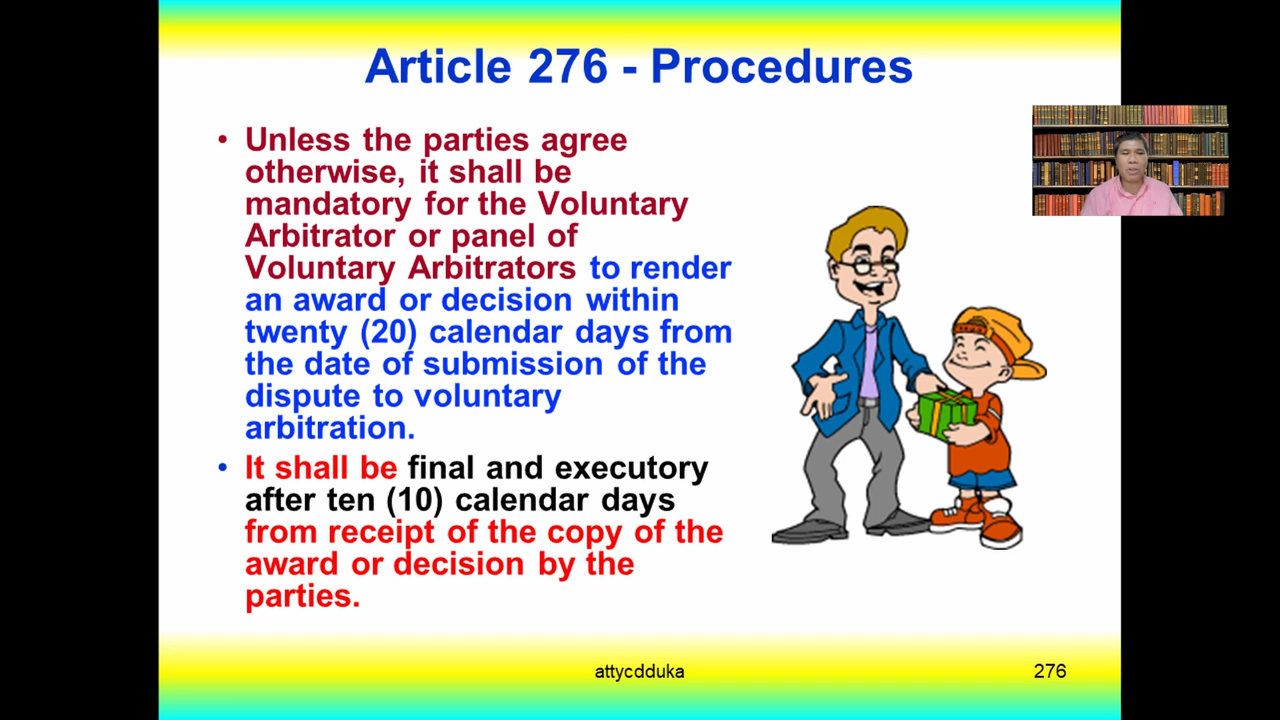 Article 276 - Procedures
• Unless the parties agree
otherwise, it shall be
mandatory for the Voluntary
Arbitrator or panel of
Voluntary Arbitrators to render
an award or decision within
twenty (20) calendar days from
the date of submission of the
dispute to voluntary
arbitration.
• It shall be final and executory
after ten (10) calendar days
from receipt of the copy of the
award or decision by the
parties.
attycdduka
276